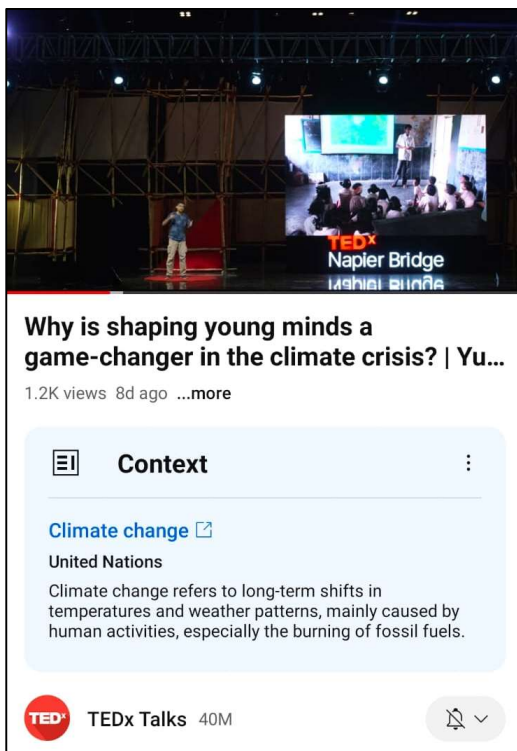 TEDx
Napier Bridge
Why is shaping young minds a
game-changer in the climate crisis? | Yu...
1.2K views 8d ago ...more
Context
Climate change
United Nations
Climate change refers to long-term shifts in
temperatures and weather patterns, mainly caused by
human activities, especially the burning of fossil fuels.
TEDx
TEDx Talks 40M